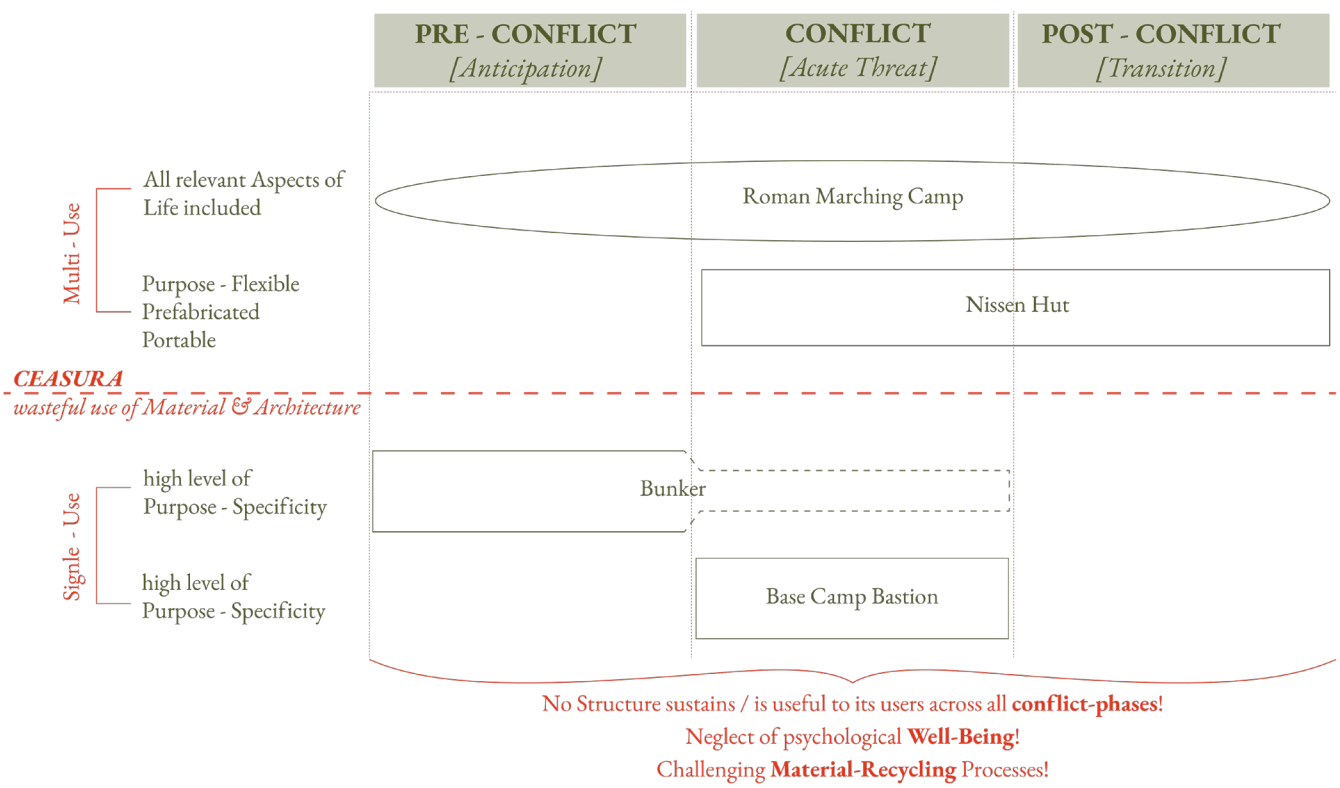 PRE - CONFLICT
[Anticipation]
CONFLICT
[Acute Threat]
POST - CONFLICT
[Transition]
Multi - Use
All relevant Aspects of
Life included
Roman Marching Camp
Purpose - Flexible
Prefabricated
Portable
Nissen Hut
CEASURA
wasteful use of Material & Architecture
Signle - Use
high level of
Purpose - Specificity
Bunker
high level of
Purpose - Specificity
Base Camp Bastion
No Structure sustains / is useful to its users across all conflict-phases!
Neglect of psychological Well-Being!
Challenging Material-Recycling Processes!